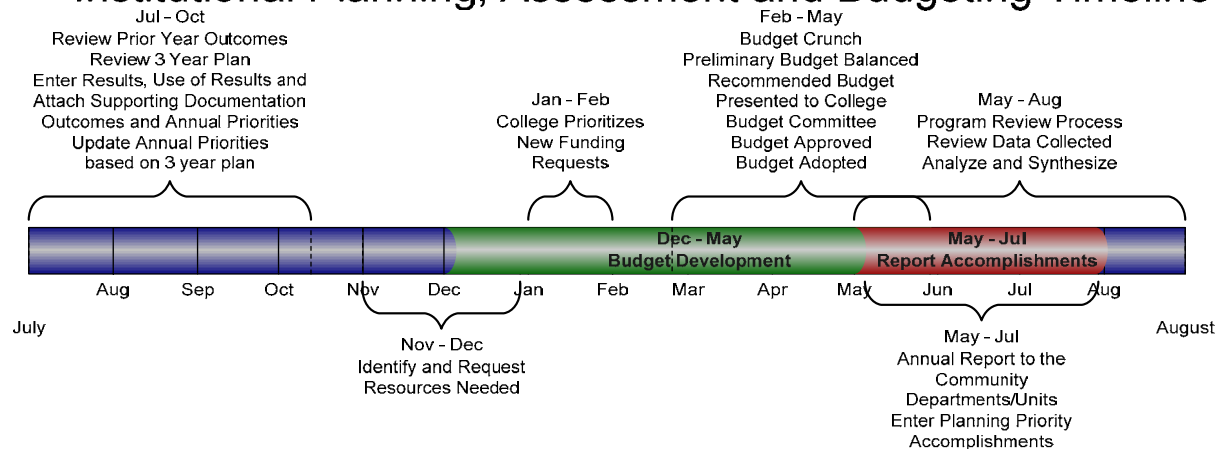 Institutional Planning, Assessment and Budgeting Timeline
Jul - Oct
Review Prior Year Outcomes
Review 3 Year Plan
Enter Results, Use of Results and
Attach Supporting Documentation
Outcomes and Annual Priorities
Update Annual Priorities
based on 3 year plan
Jan - Feb
College Prioritizes
New Funding
Requests
Feb - May
Budget Crunch
Preliminary Budget Balanced
Recommended Budget
Presented to College
Budget Committee
Budget Approved
Budget Adopted
May - Aug
Program Review Process
Review Data Collected
Analyze and Synthesize
Dec - May
Budget Development
May - Jul
Report Accomplishments
Aug Sep Oct Nov Dec Jan Feb Mar Apr May Jun Jul Aug
July
August
Nov - Dec
Identify and Request
Resources Needed
May - Jul
Annual Report to the
Community
Departments/Units
Enter Planning Priority
Accomplishments